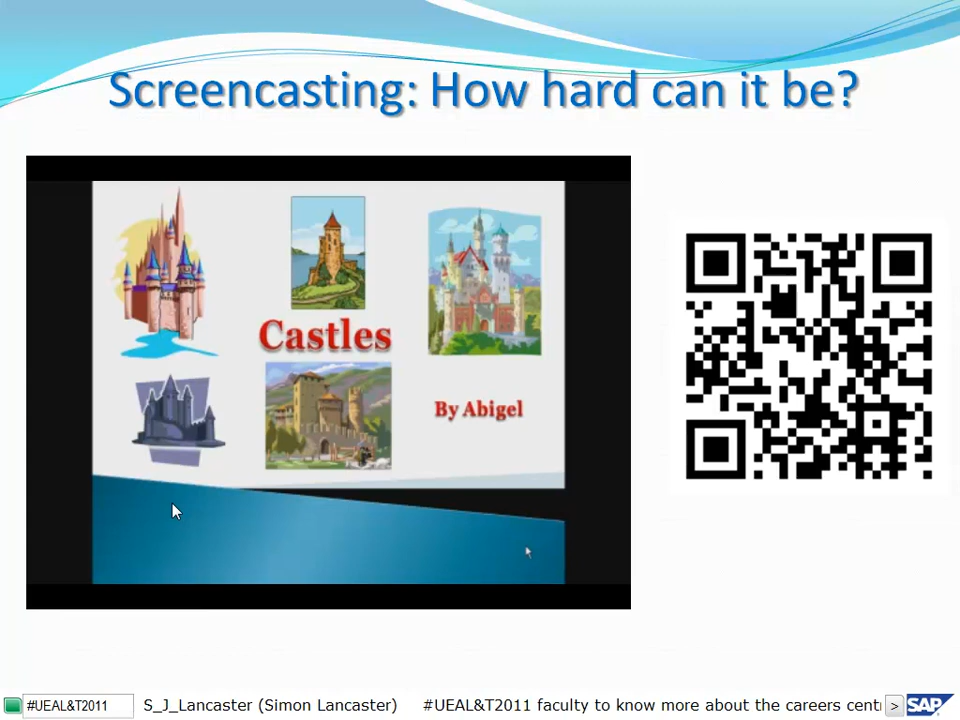 Screencasting: How hard can it be?
Castles
By Abigel
#UEAL&T2011 S_J_Lancaster (Simon Lancaster) #UEAL&T2011 faculty to know more about the careers cent > SAP